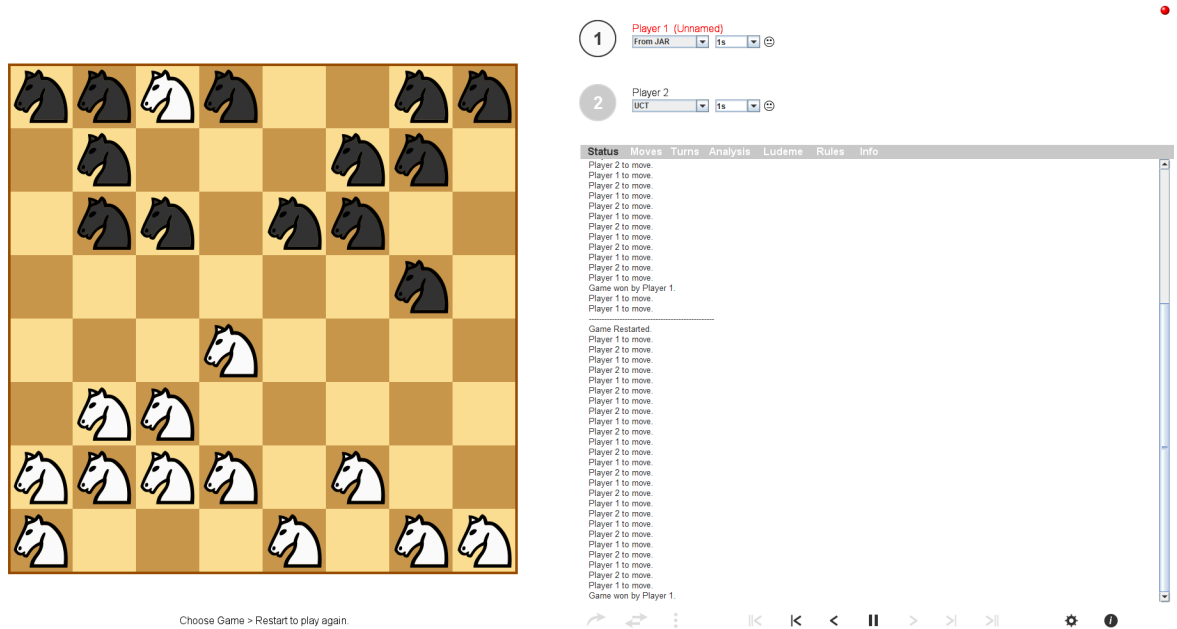 1
Player 1 (Unnamed)
From JAR 1s
2
Player 2
UCT 1s
Status Moves Turns Analysis Ludeme Rules Info
Player 2 to move.
Player 1 to move.
Player 2 to move.
Player 1 to move.
Player 2 to move.
Player 1 to move.
Player 2 to move.
Player 1 to move.
Player 2 to move.
Player 1 to move.
Player 2 to move.
Player 1 to move.
Game won by Player 1.
Player 1 to move.
Player 1 to move.
--------------------------------------------------
Game Restarted.
Player 1 to move.
Player 2 to move.
Player 1 to move.
Player 2 to move.
Player 1 to move.
Player 2 to move.
Player 1 to move.
Player 2 to move.
Player 1 to move.
Player 2 to move.
Player 1 to move.
Player 2 to move.
Player 1 to move.
Player 2 to move.
Player 1 to move.
Player 2 to move.
Player 1 to move.
Player 2 to move.
Player 1 to move.
Player 2 to move.
Player 1 to move.
Player 2 to move.
Player 1 to move.
Player 2 to move.
Player 1 to move.
Game won by Player 1.
Choose Game > Restart to play again.